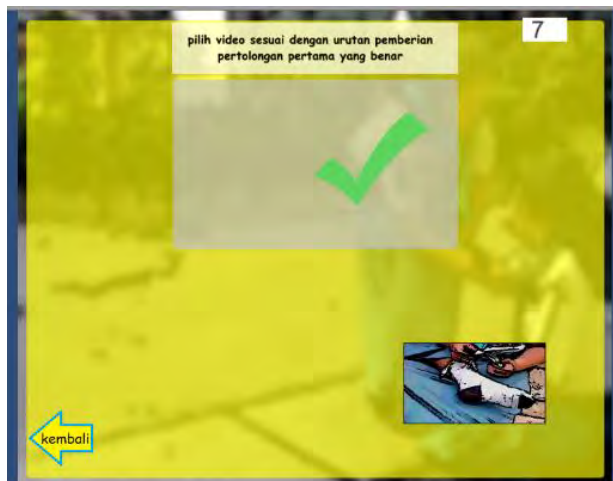 7
pilih video sesuai dengan urutan pemberian
pertolongan pertama yang benar
kembali